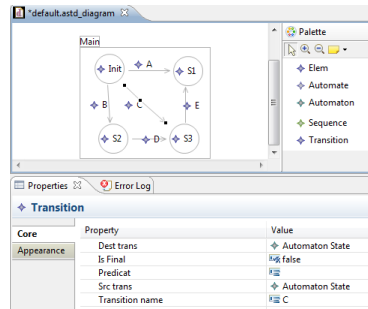 *default.astd_diagram
Main
Init
A
S1
B
C
E
S2
D
S3
Palette
Elem
Automate
Automaton
Sequence
Transition
Properties
Error Log
Transition
Core
Appearance
Property Value
Dest trans Automaton State
Is Final false
Predicat
Src trans Automaton State
Transition name C